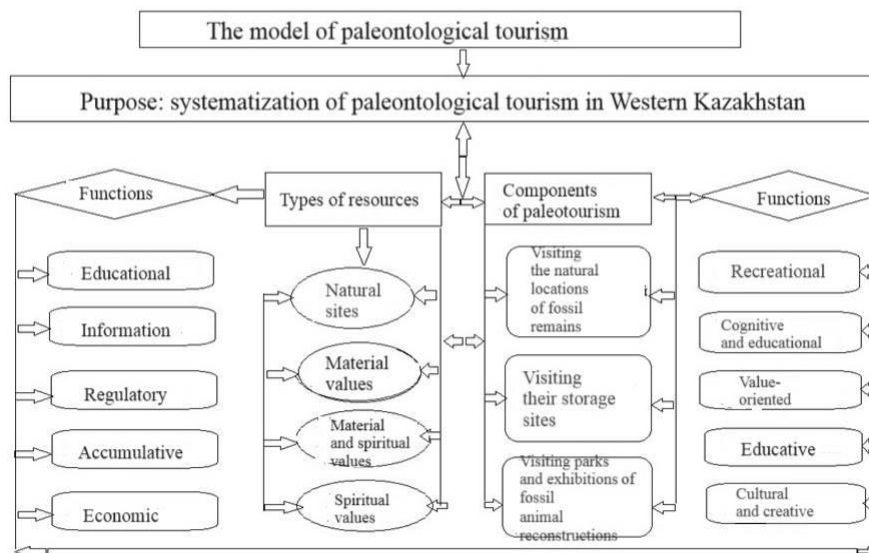 The model of paleontological tourism
Purpose: systematization of paleontological tourism in Western Kazakhstan
Functions
Types of resources
Components
of paleotourism
Functions
Educational
Information
Regulatory
Accumulative
Economic
Natural
sites
Material
values
Material
and spiritual
values
Spiritual
values
Visiting
the natural
locations
of fossil
remains
Visiting
their storage
sites
Visiting parks
and exhibitions of
fossil
animal
reconstructions
Recreational
Cognitive
and educational
Value-
oriented
Educative
Cultural
and creative